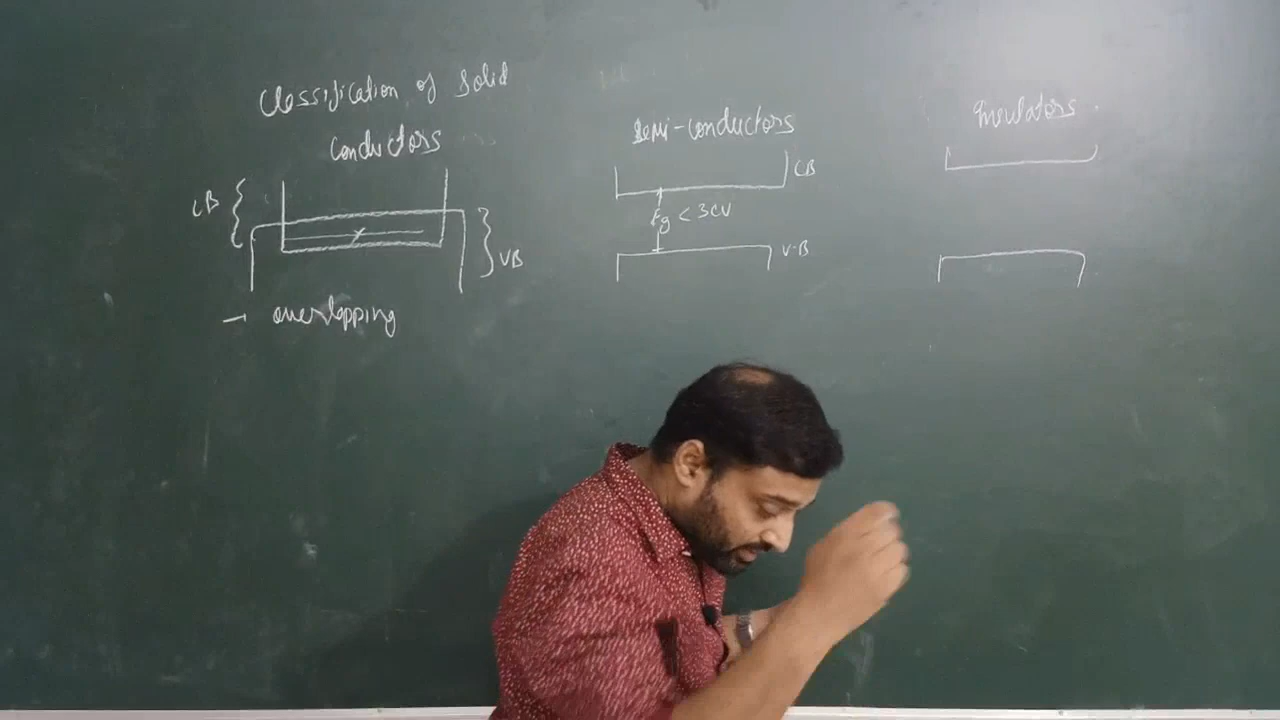 Classification of Solid
Conductors
Semi-conductors
Insulators
CB
VB
- overlapping
CB
Eg < 3eV
V-B